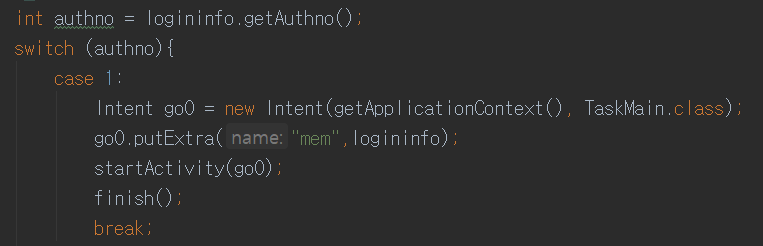 int authno = logininfo.getAuthno();
switch (authno){
case 1:
Intent go0 = new Intent(getApplicationContext(), TaskMain.class);
go0.putExtra( name: "mem",logininfo);
startActivity(go0);
finish();
break;